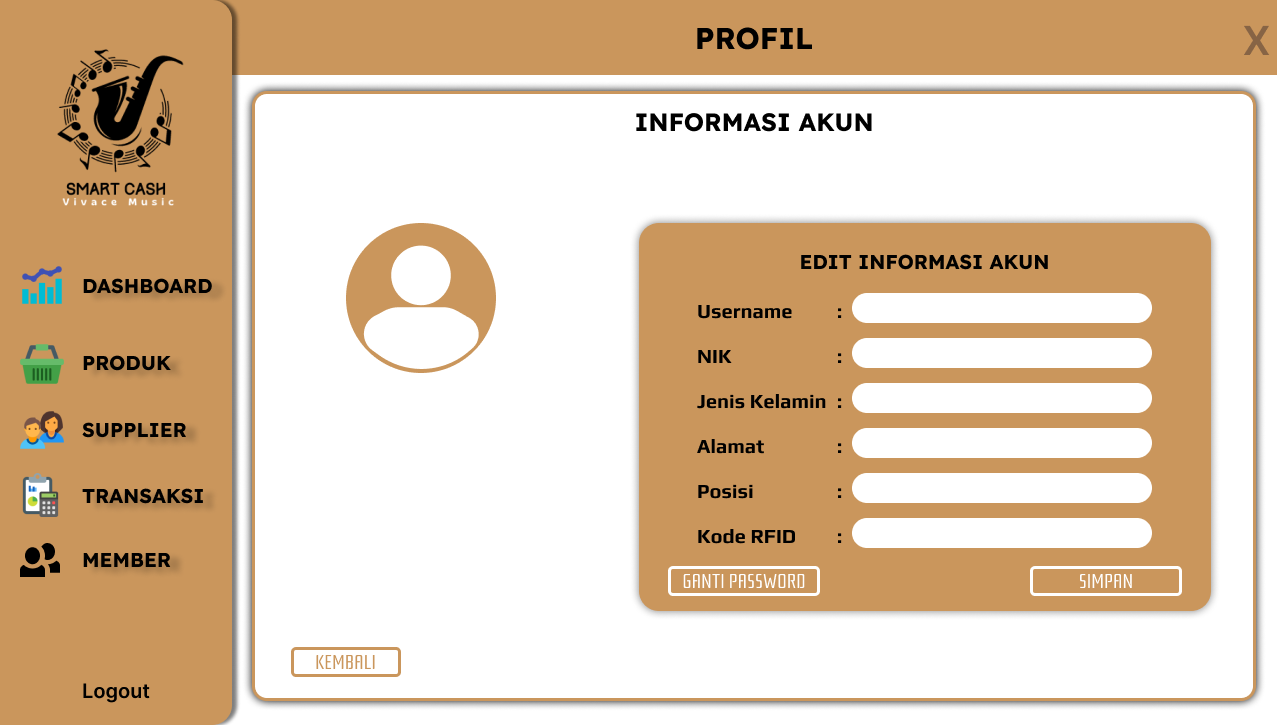 SMART CASH
Vivace Music
DASHBOARD
PRODUK
SUPPLIER
TRANSAKSI
MEMBER
Logout
PROFIL
X
INFORMASI AKUN
EDIT INFORMASI AKUN
Username :
NIK :
Jenis Kelamin :
Alamat :
Posisi :
Kode RFID :
GANTI PASSWORD
SIMPAN
KEMBALI